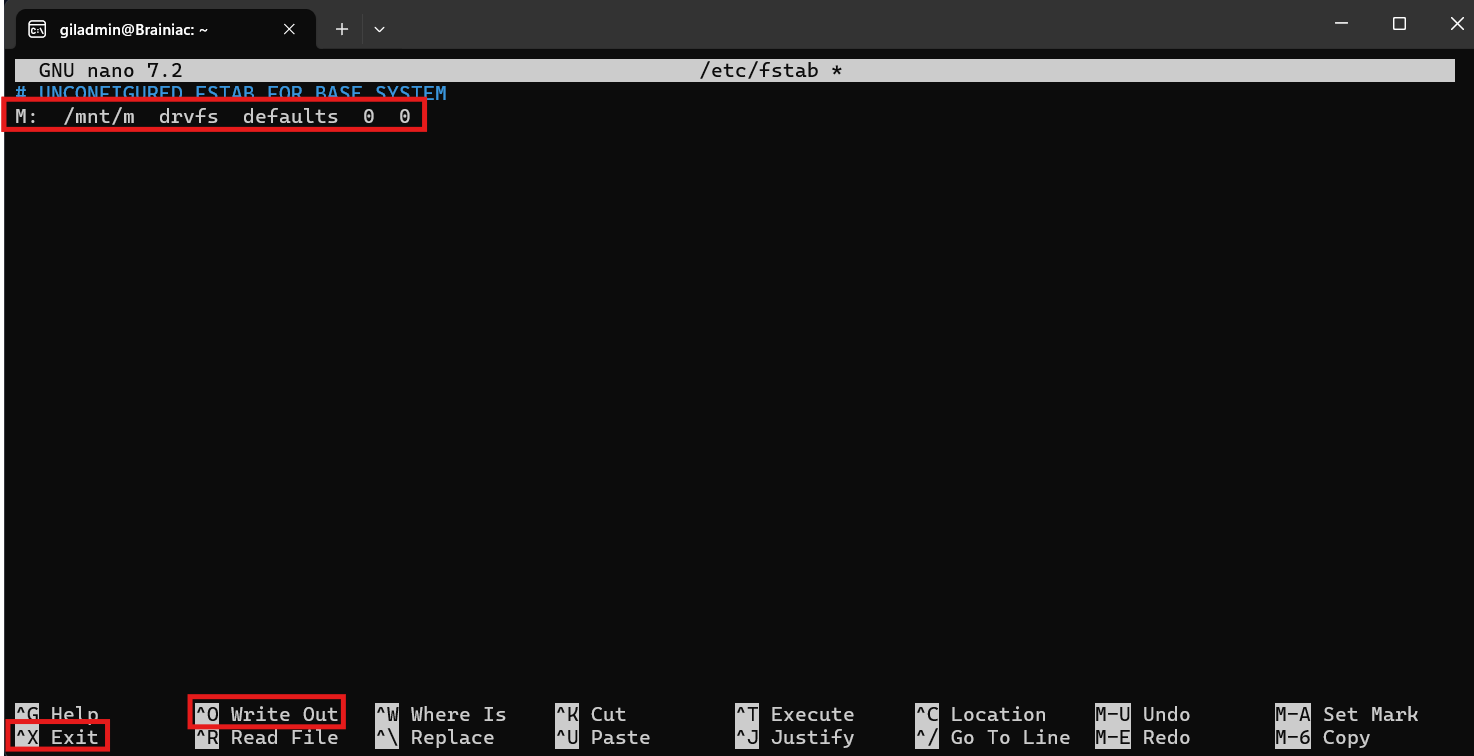 giladmin@Brainiac: ~
GNU nano 7.2 /etc/fstab *
# UNCONFIGURED FSTAB FOR BASE SYSTEM
M: /mnt/m drvfs defaults 0 0
^G Help ^O Write Out ^W Where Is ^K Cut ^T Execute ^C Location M-U Undo M-A Set Mark
^X Exit ^R Read File ^\ Replace ^U Paste ^J Justify ^/ Go To Line M-E Redo M-6 Copy